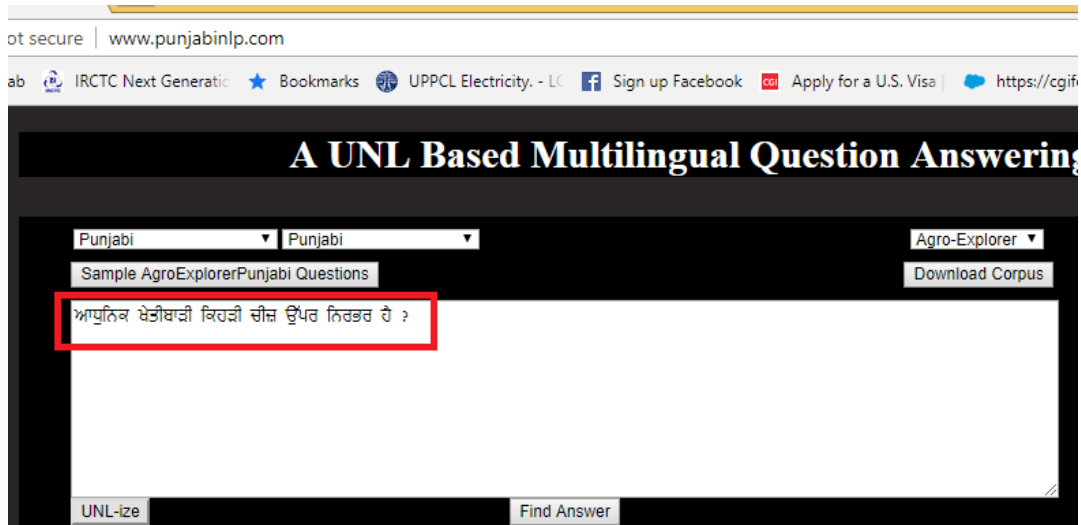 ot secure | www.punjabinlp.com
ab IRCTC Next Generatio Bookmarks UPPCL Electricity. - LC Sign up Facebook CGI Apply for a U.S. Visa | https://cgife
A UNL Based Multilingual Question Answering
Punjabi Punjabi Agro-Explorer
Sample AgroExplorerPunjabi Questions Download Corpus
ਆਧੁਨਿਕ ਖੇਤੀਬਾੜੀ ਕਿਹੜੀ ਚੀਜ਼ ਉੱਪਰ ਨਿਰਭਰ ਹੈ ?
UNL-ize Find Answer